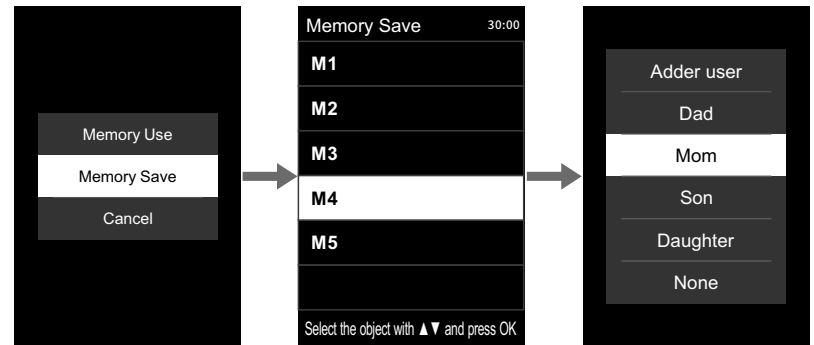 Memory Use
Memory Save
Cancel
Memory Save 30:00
M1
M2
M3
M4
M5
Select the object with ▲▼ and press OK
Adder user
Dad
Mom
Son
Daughter
None